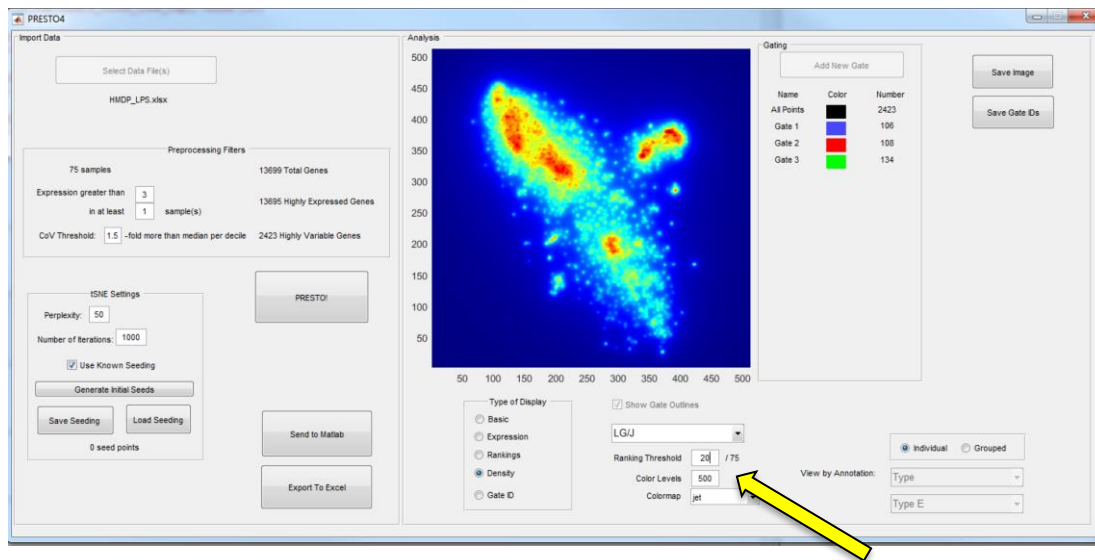 PRESTO4
Import Data
Select Data File(s)
HMDP_LPS.xlsx
Preprocessing Filters
75 samples
13699 Total Genes
Expression greater than 3
in at least 1 sample(s)
13695 Highly Expressed Genes
CoV Threshold: 1.5 -fold more than median per decile 2423 Highly Variable Genes
tSNE Settings
Perplexity: 50
Number of Iterations: 1000
Use Known Seeding
Generate Initial Seeds
Save Seeding Load Seeding
0 seed points
PRESTO!
Send to Matlab
Export To Excel
Analysis
500
450
400
350
300
250
200
150
100
50
50 100 150 200 250 300 350 400 450 500
Type of Display
Basic
Expression
Rankings
Density
Gate ID
Show Gate Outlines
LG/J
Ranking Threshold 20 / 75
Color Levels 500
Colormap jet
Gating
Add New Gate
Name Color Number
All Points 2423
Gate 1 106
Gate 2 108
Gate 3 134
Save Image
Save Gate IDs
Individual Grouped
View by Annotation: Type
Type E